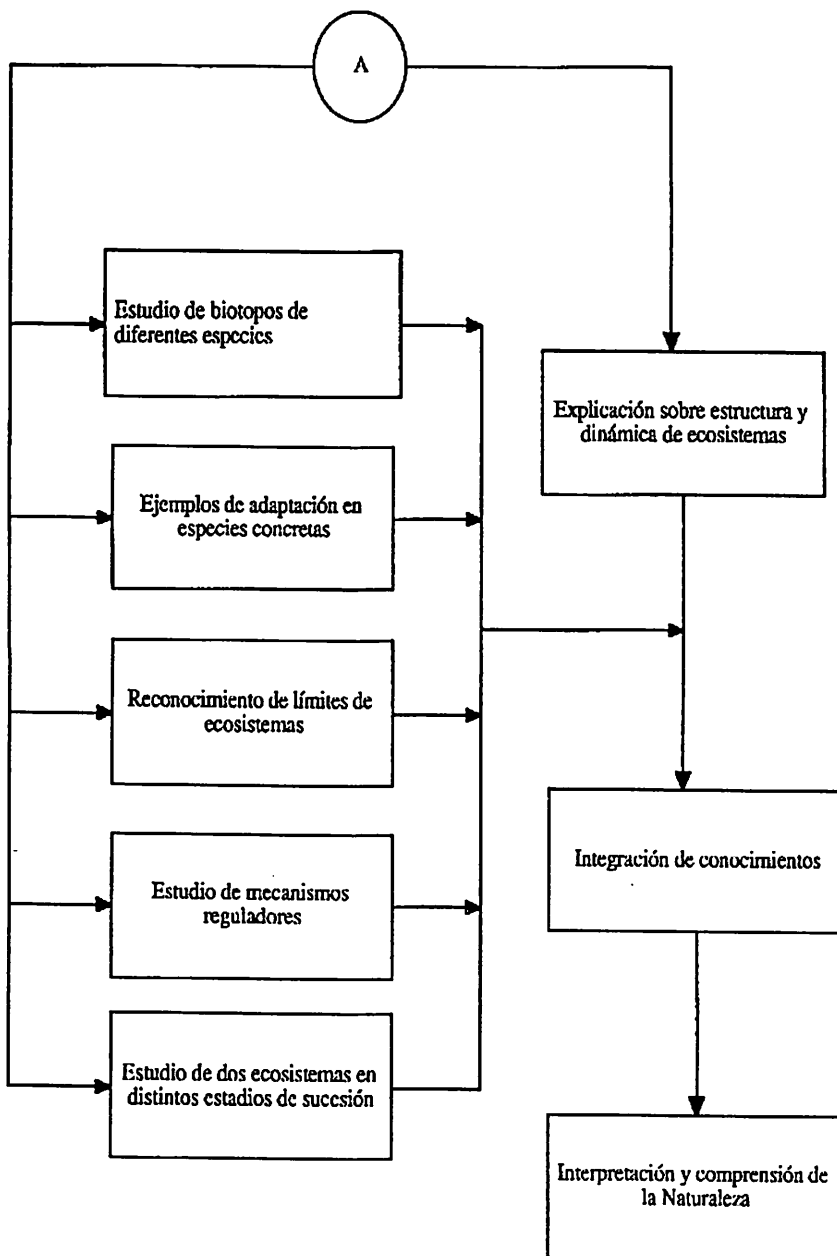 A
Estudio de biotopos de
diferentes especies
Explicación sobre estructura y
dinámica de ecosistemas
Ejemplos de adaptación en
especies concretas
Reconocimiento de límites de
ecosistemas
Estudio de mecanismos
reguladores
Integración de conocimientos
Estudio de dos ecosistemas en
distintos estadios de sucesión
Interpretación y comprensión de
la Naturaleza